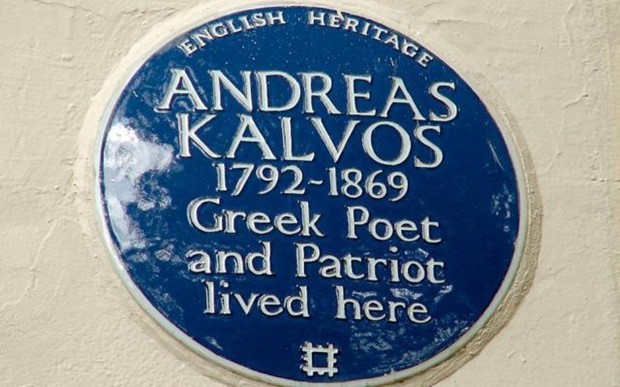 ENGLISH HERITAGE
ANDREAS
KALVOS
1792-1869
Greek Poet
and Patriot
lived here